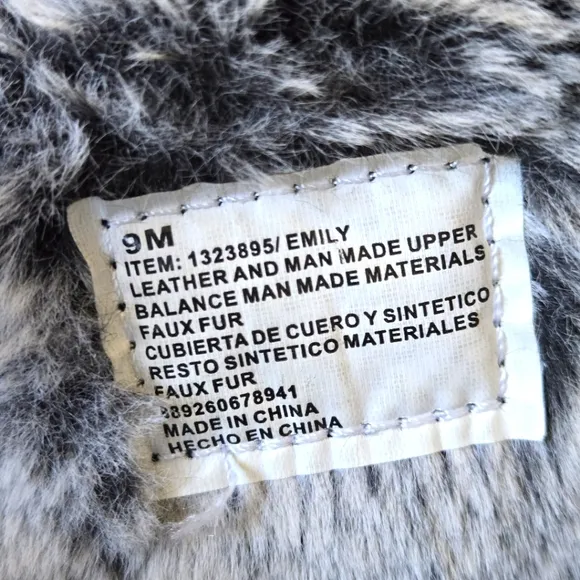 9M
ITEM: 1323895/ EMILY
LEATHER AND MAN MADE UPPER
BALANCE MAN MADE MATERIALS
FAUX FUR
CUBIERTA DE CUERO Y SINTETICO
RESTO SINTETICO MATERIALES
FAUX FUR
889260678941
MADE IN CHINA
HECHO EN CHINA